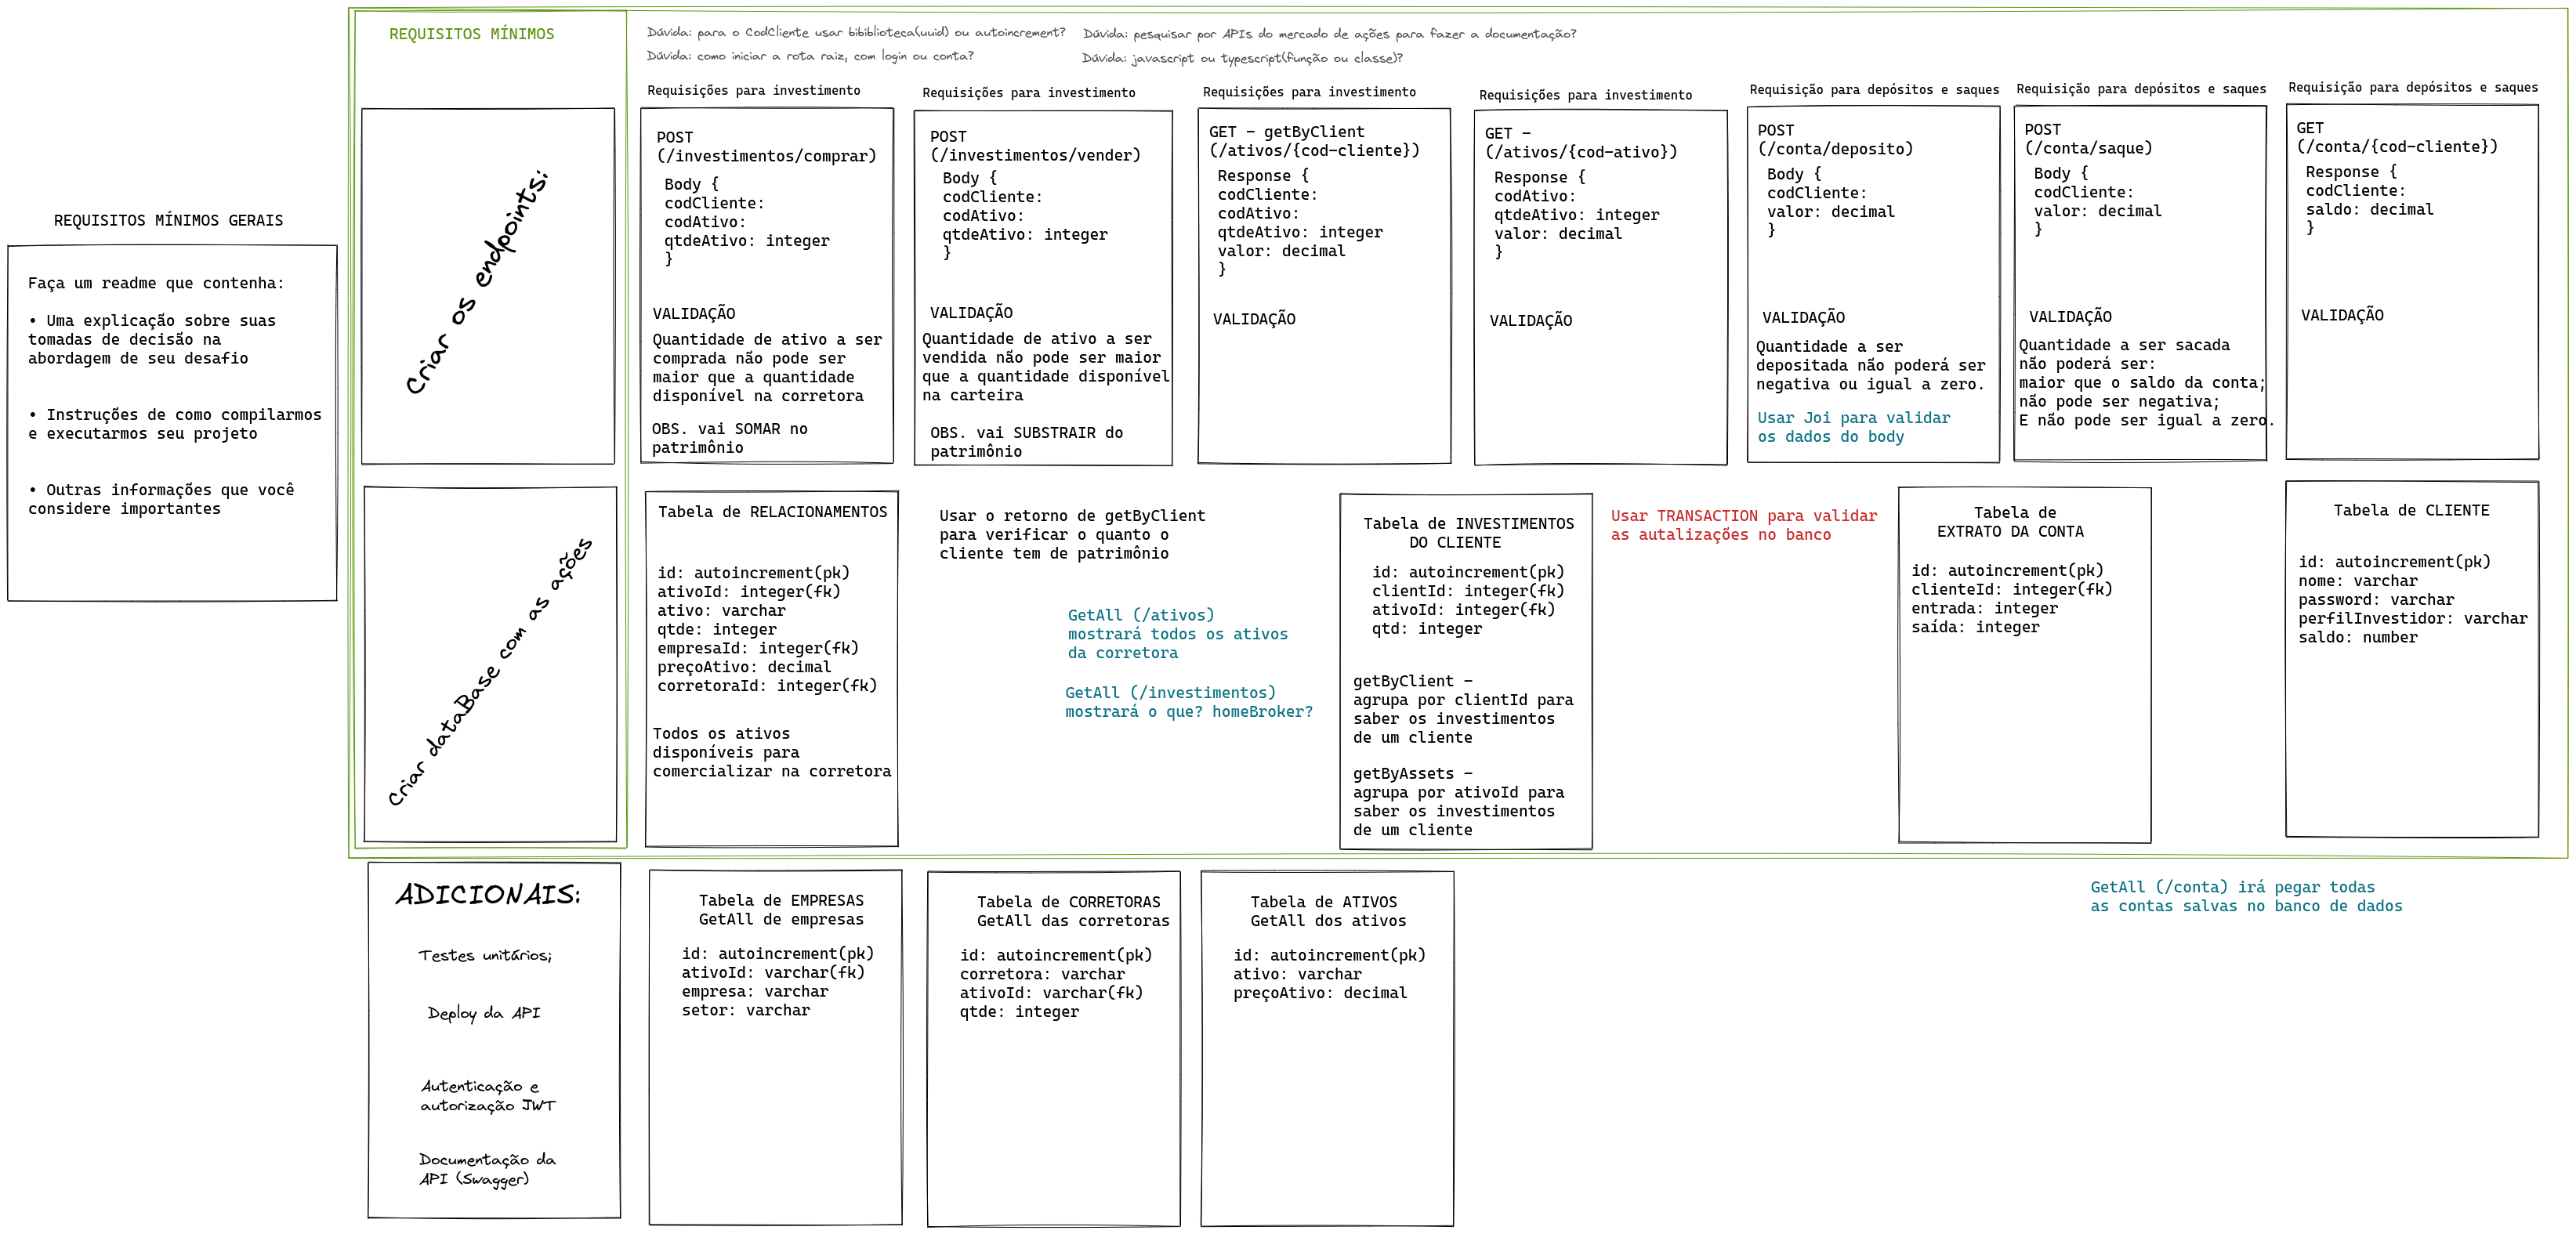 REQUISITOS MÍNIMOS GERAIS
Faça um readme que contenha:
• Uma explicação sobre suas
tomadas de decisão na
abordagem de seu desafio
• Instruções de como compilarmos
e executarmos seu projeto
• Outras informações que você
considere importantes
REQUISITOS MÍNIMOS
Dúvida: para o CodCliente usar bibiblioteca(uuid) ou autoincrement?
Dúvida: pesquisar por APIs do mercado de ações para fazer a documentação?
Dúvida: como iniciar a rota raiz, com login ou conta?
Dúvida: javascript ou typescript(função ou classe)?
Criar os endpoints:
Requisições para investimento
POST
(/investimentos/comprar)
Body {
codCliente:
codAtivo:
qtdeAtivo: integer
}
VALIDAÇÃO
Quantidade de ativo a ser
comprada não pode ser
maior que a quantidade
disponível na corretora
OBS. vai SOMAR no
patrimônio
Requisições para investimento
POST
(/investimentos/vender)
Body {
codCliente:
codAtivo:
qtdeAtivo: integer
}
VALIDAÇÃO
Quantidade de ativo a ser
vendida não pode ser maior
que a quantidade disponível
na carteira
OBS. vai SUBSTRAIR do
patrimônio
Requisições para investimento
GET - getByClient
(/ativos/{cod-cliente})
Response {
codCliente:
codAtivo:
qtdeAtivo: integer
valor: decimal
}
VALIDAÇÃO
Requisições para investimento
GET -
(/ativos/{cod-ativo})
Response {
codAtivo:
qtdeAtivo: integer
valor: decimal
}
VALIDAÇÃO
Requisição para depósitos e saques
POST
(/conta/deposito)
Body {
codCliente:
valor: decimal
}
VALIDAÇÃO
Quantidade a ser
depositada não poderá ser
negativa ou igual a zero.
Usar Joi para validar
os dados do body
Requisição para depósitos e saques
POST
(/conta/saque)
Body {
codCliente:
valor: decimal
}
VALIDAÇÃO
Quantidade a ser sacada
não poderá ser:
maior que o saldo da conta;
não pode ser negativa;
E não pode ser igual a zero.
Requisição para depósitos e saques
GET
(/conta/{cod-cliente})
Response {
codCliente:
saldo: decimal
}
VALIDAÇÃO
Criar dataBase com as ações
Tabela de RELACIONAMENTOS
id: autoincrement(pk)
ativoId: integer(fk)
ativo: varchar
qtde: integer
empresaId: integer(fk)
preçoAtivo: decimal
corretoraId: integer(fk)
Todos os ativos
disponíveis para
comercializar na corretora
Usar o retorno de getByClient
para verificar o quanto o
cliente tem de patrimônio
GetAll (/ativos)
mostrará todos os ativos
da corretora
GetAll (/investimentos)
mostrará o que? homeBroker?
Tabela de INVESTIMENTOS
DO CLIENTE
id: autoincrement(pk)
clientId: integer(fk)
ativoId: integer(fk)
qtd: integer
getByClient -
agrupa por clientId para
saber os investimentos
de um cliente
getByAssets -
agrupa por ativoId para
saber os investimentos
de um cliente
Usar TRANSACTION para validar
as autalizações no banco
Tabela de
EXTRATO DA CONTA
id: autoincrement(pk)
clienteId: integer(fk)
entrada: integer
saída: integer
Tabela de CLIENTE
id: autoincrement(pk)
nome: varchar
password: varchar
perfilInvestidor: varchar
saldo: number
ADICIONAIS:
Testes unitários;
Deploy da API
Autenticação e
autorização JWT
Documentação da
API (Swagger)
Tabela de EMPRESAS
GetAll de empresas
id: autoincrement(pk)
ativoId: varchar(fk)
empresa: varchar
setor: varchar
Tabela de CORRETORAS
GetAll das corretoras
id: autoincrement(pk)
corretora: varchar
ativoId: varchar(fk)
qtde: integer
Tabela de ATIVOS
GetAll dos ativos
id: autoincrement(pk)
ativo: varchar
preçoAtivo: decimal
GetAll (/conta) irá pegar todas
as contas salvas no banco de dados